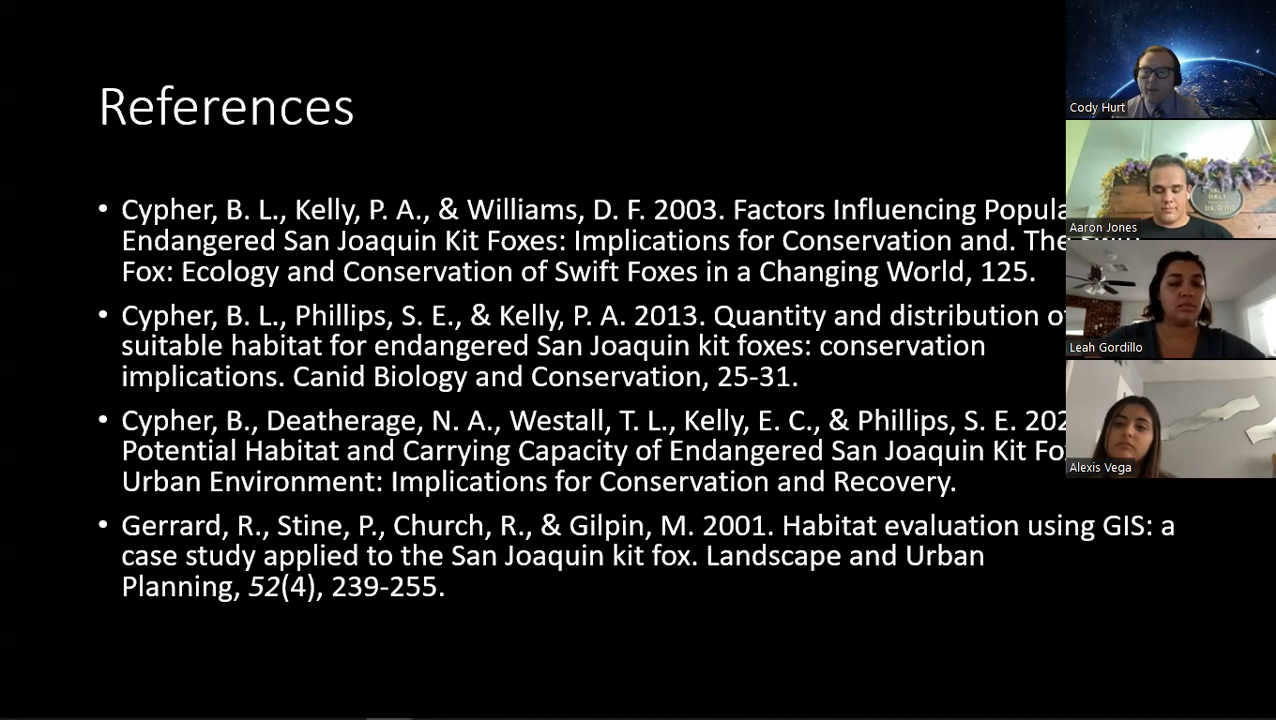 References
• Cypher, B. L., Kelly, P. A., & Williams, D. F. 2003. Factors Influencing
Endangered San Joaquin Kit Foxes: Implications for Conservation and. The
Fox: Ecology and Conservation of Swift Foxes in a Changing World, 125.
• Cypher, B. L., Phillips, S. E., & Kelly, P. A. 2013. Quantity and distribution
suitable habitat for endangered San Joaquin kit foxes: conservation
implications. Canid Biology and Conservation, 25-31.
• Cypher, B., Deatherage, N. A., Westall, T. L., Kelly, E. C., & Phillips, S. E.
Potential Habitat and Carrying Capacity of Endangered San Joaquin Kit
Urban Environment: Implications for Conservation and Recovery.
• Gerrard, R., Stine, P., Church, R., & Gilpin, M. 2001. Habitat evaluation using GIS: a
case study applied to the San Joaquin kit fox. Landscape and Urban
Planning, 52(4), 239-255.
Cody Hurt
Aaron Jones
Leah Gordillo
Alexis Vega